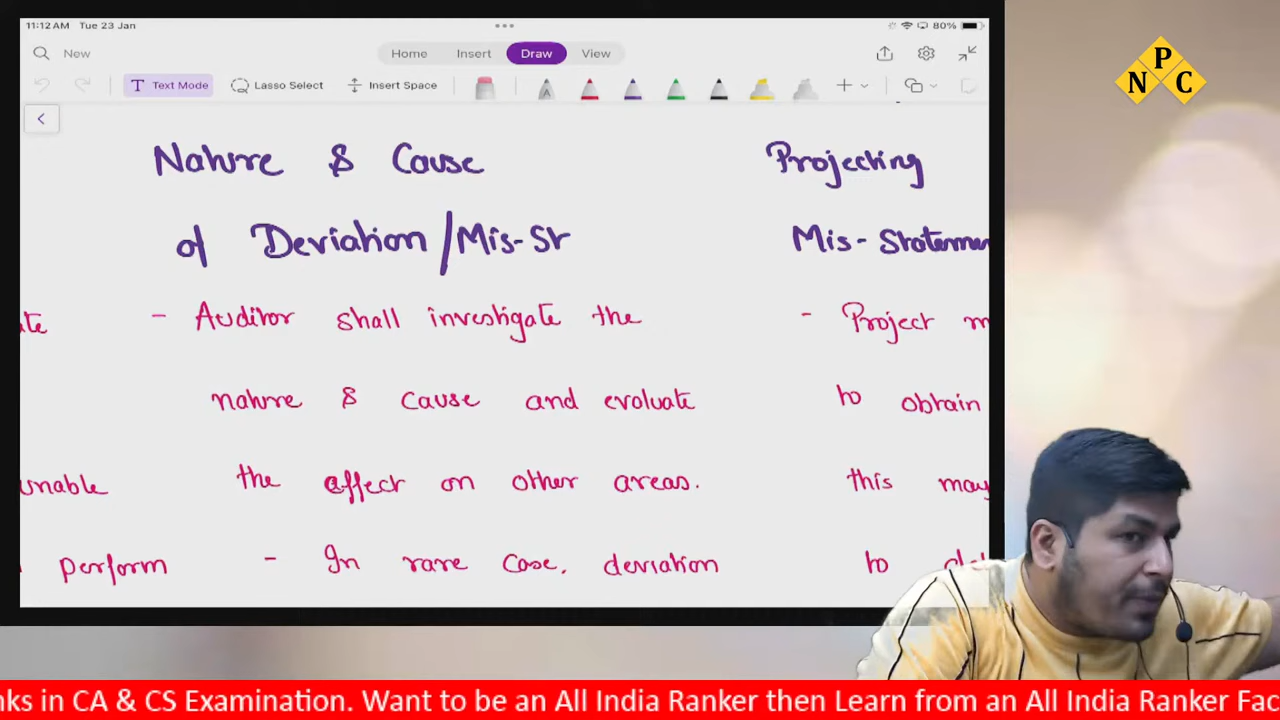 11:12 AM Tue 23 Jan
80%
New
Home Insert Draw View
Text Mode Lasso Select Insert Space
N P C
Nature & Cause
of Deviation/Mis-St
- Auditor shall investigate the
nature & cause and evaluate
the effect on other areas.
- In rare case, deviation
unable
perform
Projecting
Mis-Statemen
- Project m
to obtain
this may
to
nks in CA & CS Examination. Want to be an All India Ranker then Learn from an All India Ranker Fac